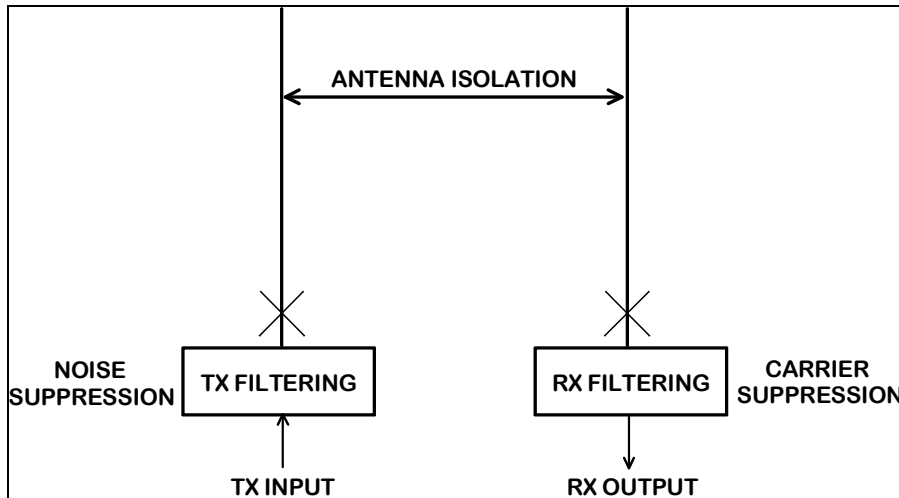 ANTENNA ISOLATION
NOISE
SUPPRESSION
TX FILTERING
RX FILTERING
CARRIER
SUPPRESSION
TX INPUT
RX OUTPUT